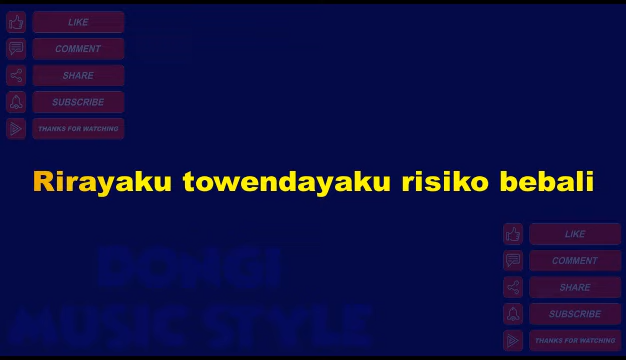 LIKE
COMMENT
SHARE
SUBSCRIBE
THANKS FOR WATCHING
Rirayaku towendayaku risiko bebali
DONGI
MUSIC STYLE
LIKE
COMMENT
SHARE
SUBSCRIBE
THANKS FOR WATCHING